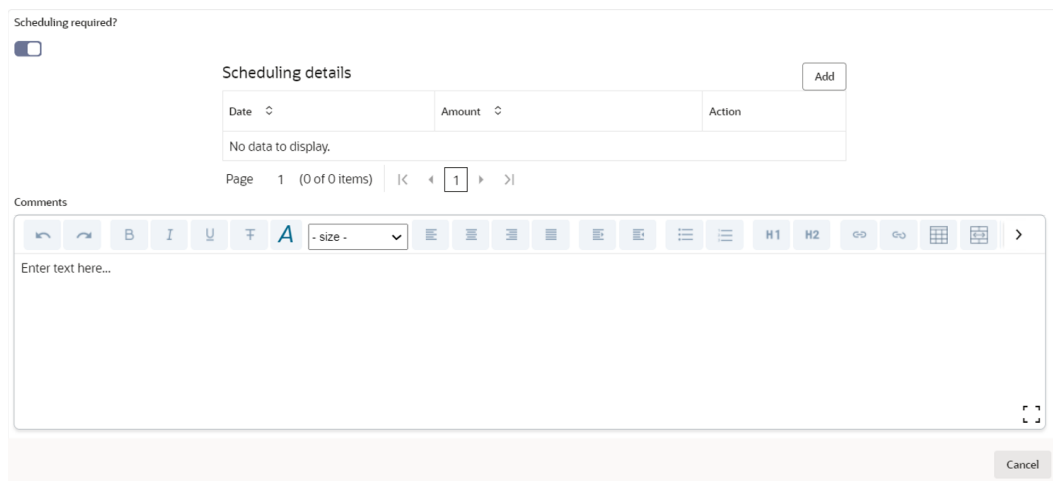 Scheduling required?
Scheduling details
Add
Date Amount Action
No data to display.
Page 1 (0 of 0 items) 1
Comments
B I U T A - size - H1 H2
Enter text here...
Cancel